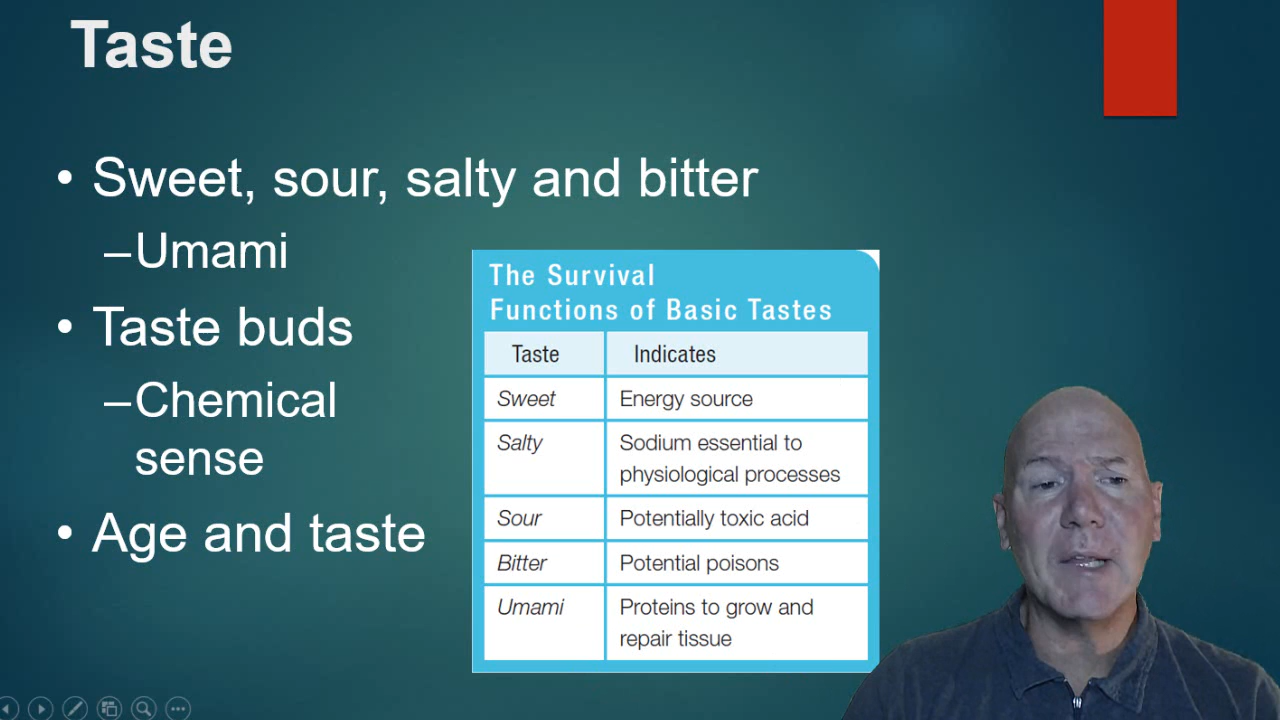 Taste
• Sweet, sour, salty and bitter
–Umami
• Taste buds
–Chemical
sense
• Age and taste
The Survival
Functions of Basic Tastes
Taste Indicates
Sweet Energy source
Salty Sodium essential to
physiological processes
Sour Potentially toxic acid
Bitter Potential poisons
Umami Proteins to grow and
repair tissue